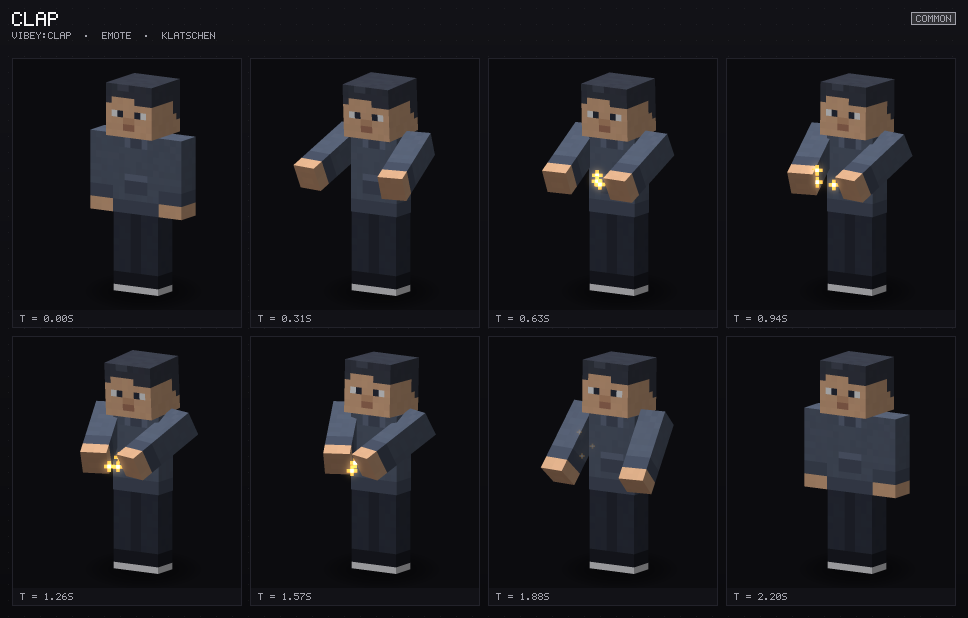 CLAP
COMMON
VIBEY:CLAP · EMOTE · KLATSCHEN
T = 0.00S
T = 0.31S
T = 0.63S
T = 0.94S
T = 1.26S
T = 1.57S
T = 1.88S
T = 2.20S